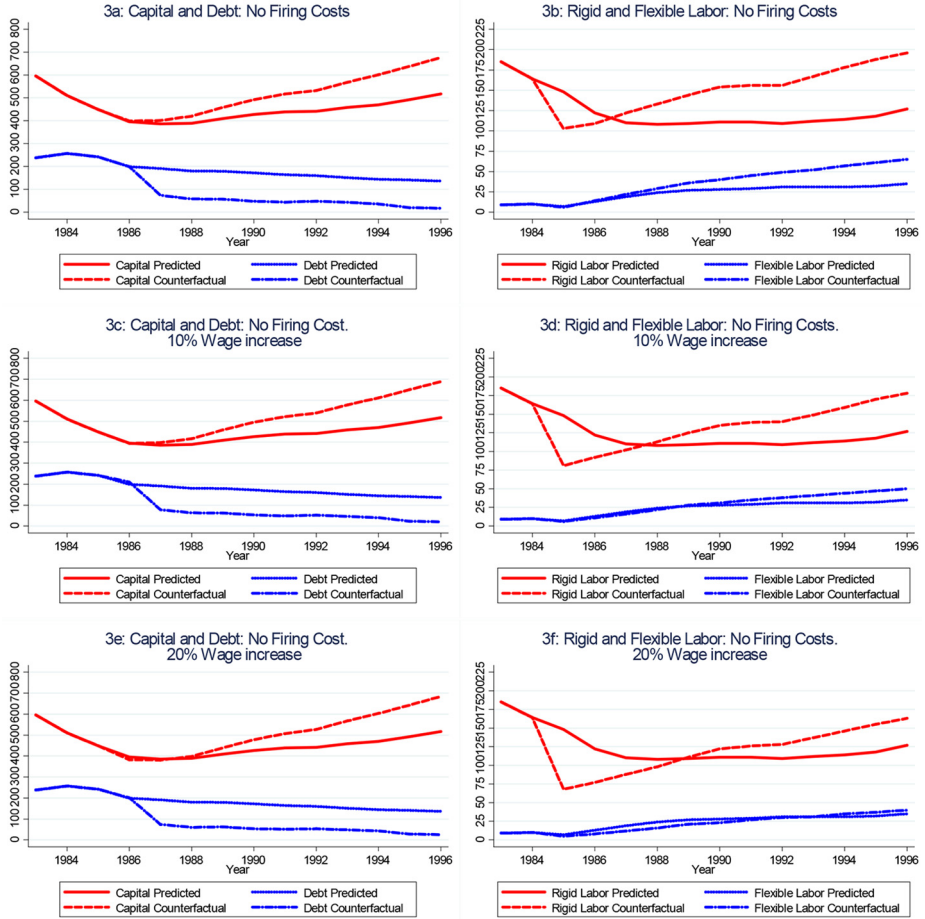 3a: Capital and Debt: No Firing Costs
0 100 200 300 400 500 600 700 800
1984 1986 1988 1990 1992 1994 1996
Year
Capital Predicted Debt Predicted
Capital Counterfactual Debt Counterfactual
3b: Rigid and Flexible Labor: No Firing Costs
0 25 50 75 100 125 150 175 200 225
1984 1986 1988 1990 1992 1994 1996
Year
Rigid Labor Predicted Flexible Labor Predicted
Rigid Labor Counterfactual Flexible Labor Counterfactual
3c: Capital and Debt: No Firing Cost.
10% Wage increase
0 100 200 300 400 500 600 700 800
1984 1986 1988 1990 1992 1994 1996
Year
Capital Predicted Debt Predicted
Capital Counterfactual Debt Counterfactual
3d: Rigid and Flexible Labor: No Firing Costs.
10% Wage increase
0 25 50 75 100 125 150 175 200 225
1984 1986 1988 1990 1992 1994 1996
Year
Rigid Labor Predicted Flexible Labor Predicted
Rigid Labor Counterfactual Flexible Labor Counterfactual
3e: Capital and Debt: No Firing Cost.
20% Wage increase
0 100 200 300 400 500 600 700 800
1984 1986 1988 1990 1992 1994 1996
Year
Capital Predicted Debt Predicted
Capital Counterfactual Debt Counterfactual
3f: Rigid and Flexible Labor: No Firing Costs.
20% Wage increase
0 25 50 75 100 125 150 175 200 225
1984 1986 1988 1990 1992 1994 1996
Year
Rigid Labor Predicted Flexible Labor Predicted
Rigid Labor Counterfactual Flexible Labor Counterfactual